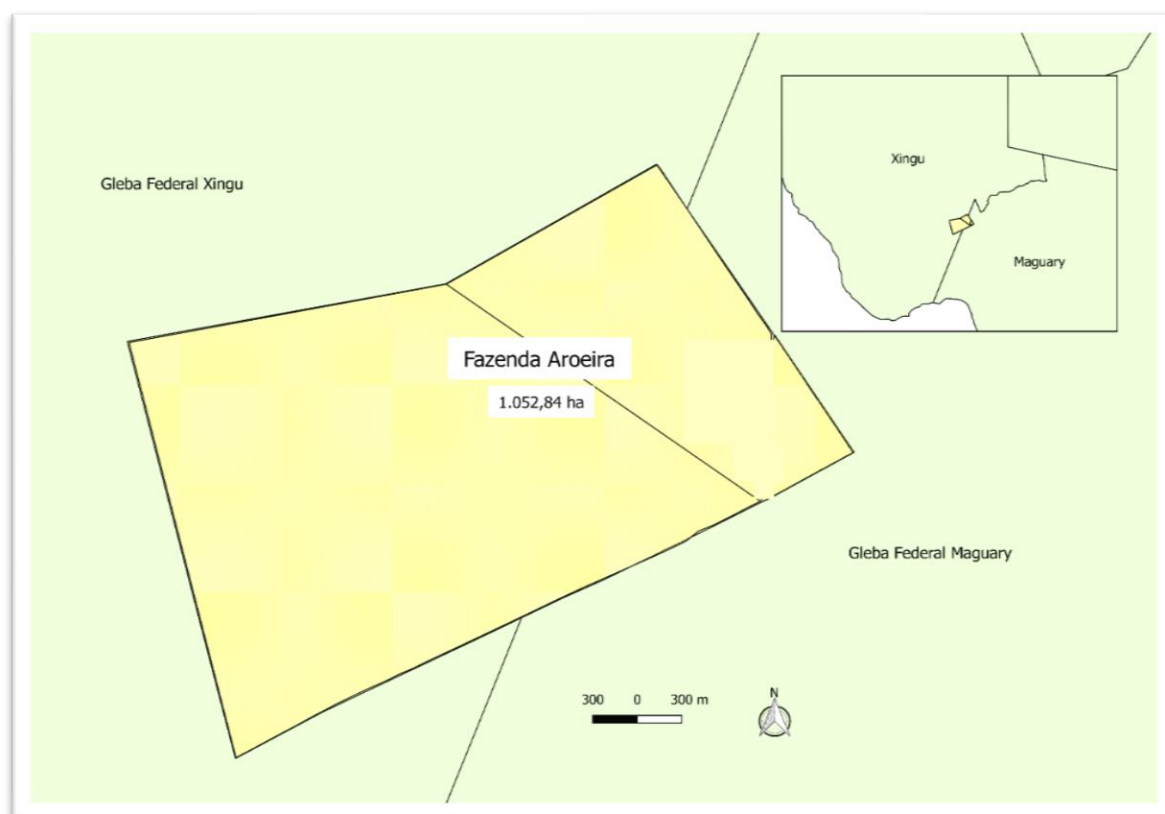 Gleba Federal Xingu
Xingu
Maguary
Fazenda Aroeira
1.052,84 ha
Gleba Federal Maguary
300 0 300 m
N